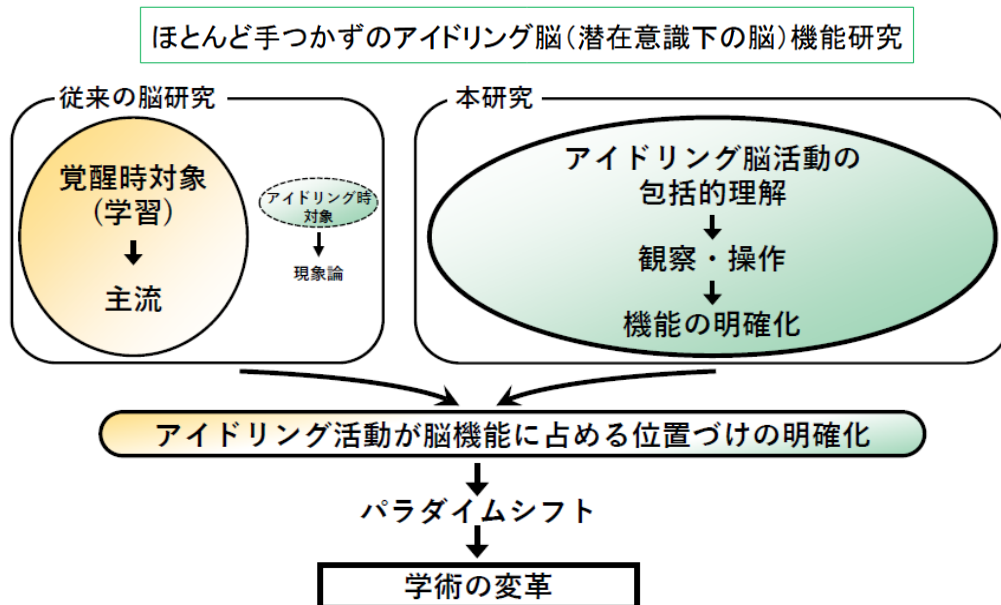 ほとんど手つかずのアイドリング脳(潜在意識下の脳)機能研究
従来の脳研究
覚醒時対象
(学習)
主流
アイドリング時
対象
現象論
本研究
アイドリング脳活動の
包括的理解
観察・操作
機能の明確化
アイドリング活動が脳機能に占める位置づけの明確化
パラダイムシフト
学術の変革